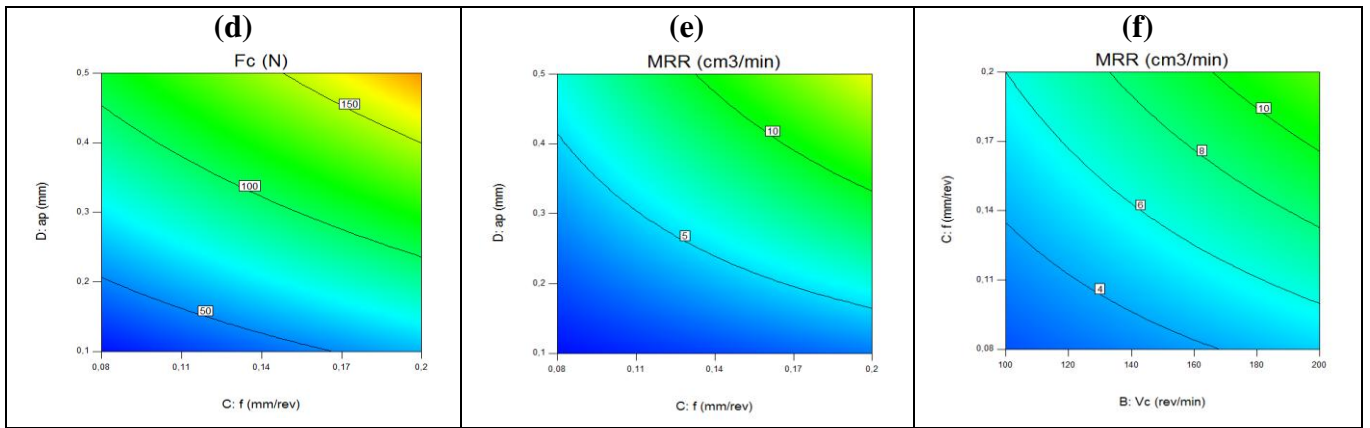 (d)
Fc (N)
0,5
0,4
0,3
0,2
0,1
D: ap (mm)
150
100
50
0,08 0,11 0,14 0,17 0,2
C: f (mm/rev)
(e)
MRR (cm3/min)
0,5
0,4
0,3
0,2
0,1
D: ap (mm)
10
5
0,08 0,11 0,14 0,17 0,2
C: f (mm/rev)
(f)
MRR (cm3/min)
0,2
0,17
0,14
0,11
0,08
C: f (mm/rev)
10
8
6
4
100 120 140 160 180 200
B: Vc (rev/min)